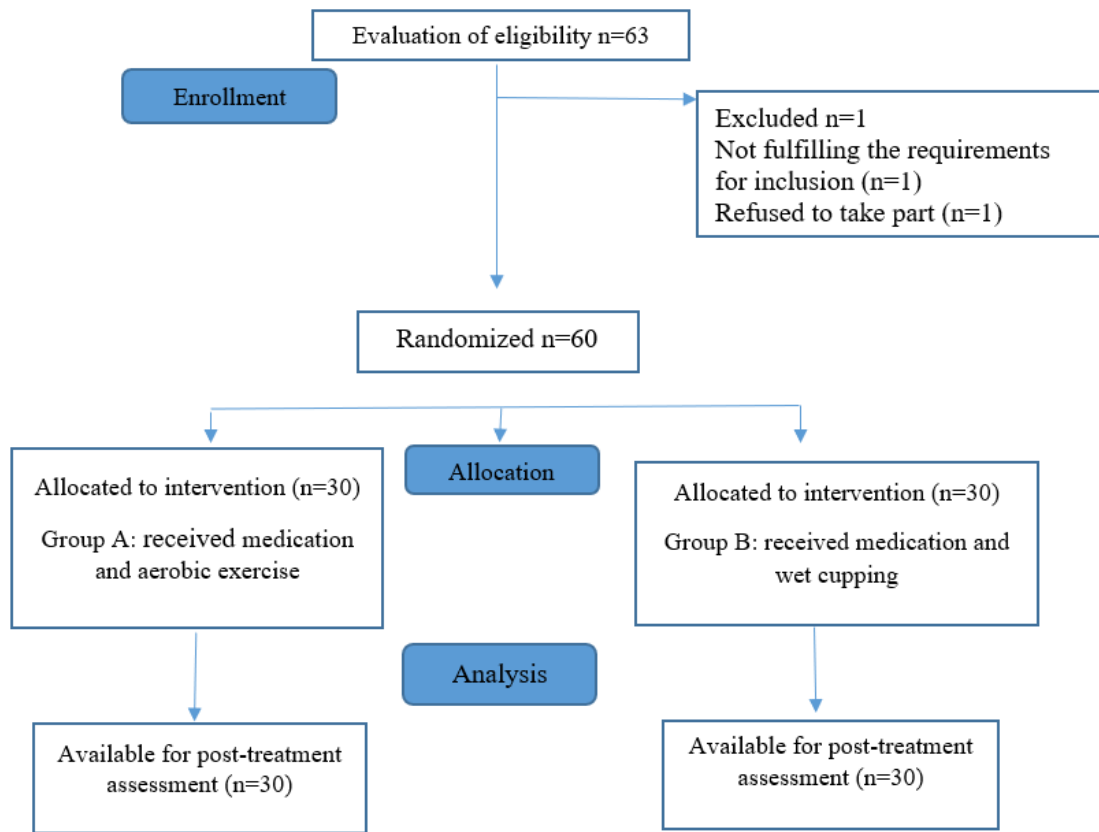 Evaluation of eligibility n=63
Enrollment
Excluded n=1
Not fulfilling the requirements
for inclusion (n=1)
Refused to take part (n=1)
Randomized n=60
Allocation
Allocated to intervention (n=30)
Group A: received medication
and aerobic exercise
Allocated to intervention (n=30)
Group B: received medication and
wet cupping
Analysis
Available for post-treatment
assessment (n=30)
Available for post-treatment
assessment (n=30)